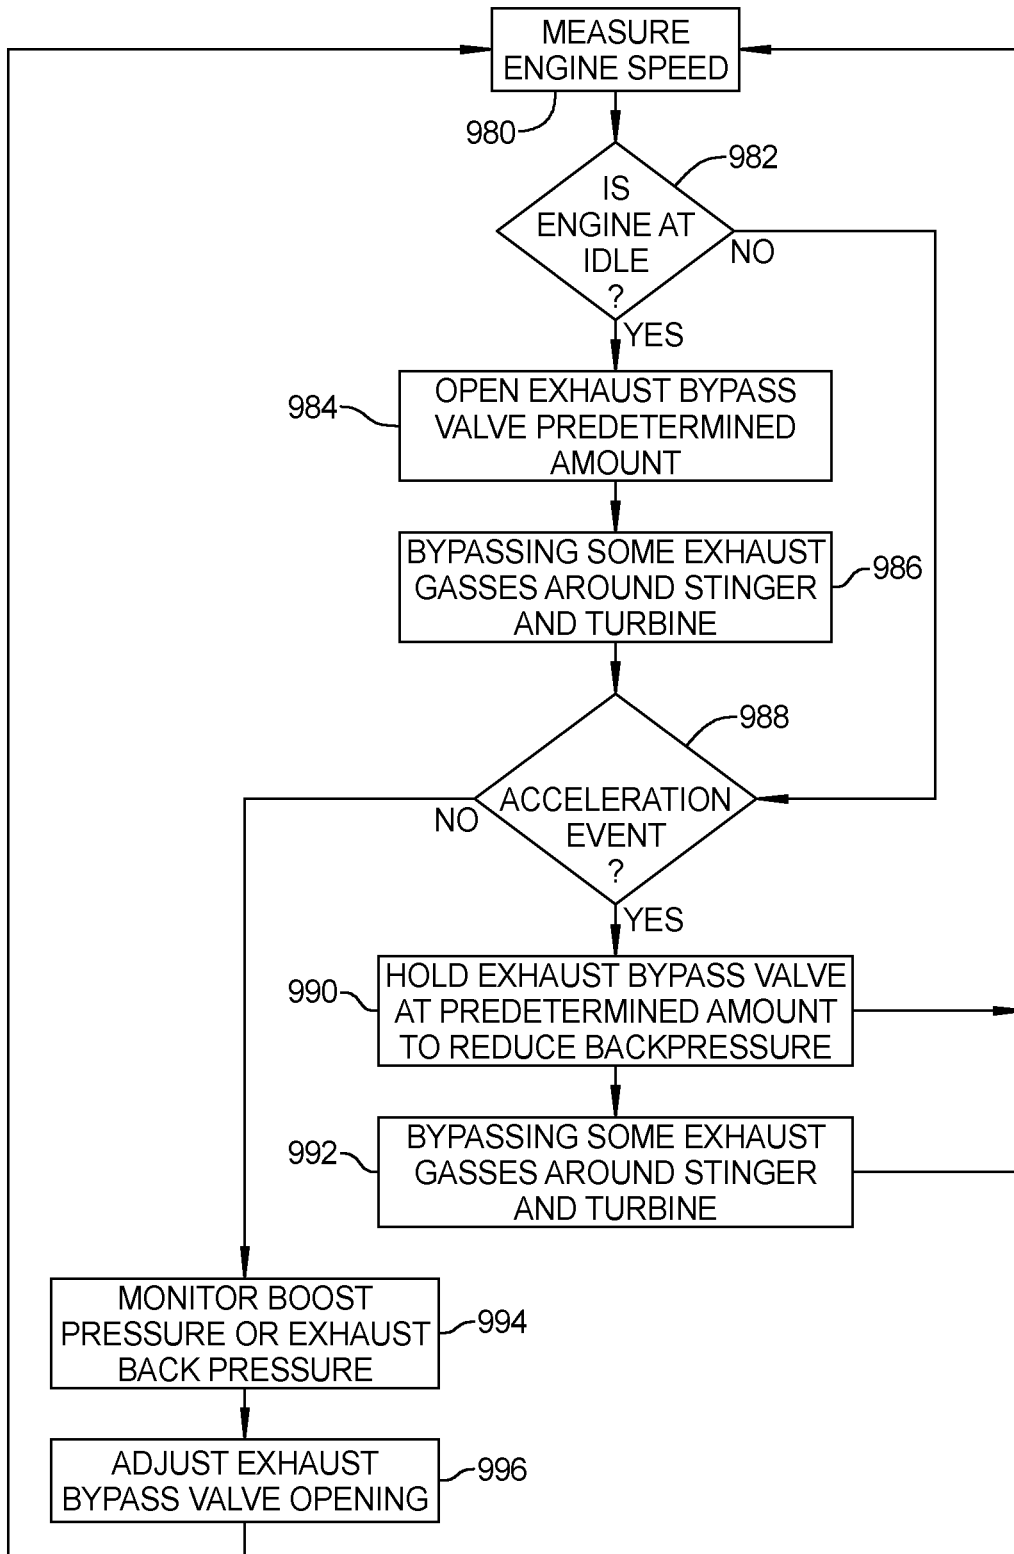 MEASURE
ENGINE SPEED
980
982
IS
ENGINE AT
IDLE
?
NO
YES
984
OPEN EXHAUST BYPASS
VALVE PREDETERMINED
AMOUNT
BYPASSING SOME EXHAUST
GASSES AROUND STINGER
AND TURBINE
986
988
ACCELERATION
EVENT
?
NO
YES
990
HOLD EXHAUST BYPASS VALVE
AT PREDETERMINED AMOUNT
TO REDUCE BACKPRESSURE
992
BYPASSING SOME EXHAUST
GASSES AROUND STINGER
AND TURBINE
MONITOR BOOST
PRESSURE OR EXHAUST
BACK PRESSURE
994
ADJUST EXHAUST
BYPASS VALVE OPENING
996